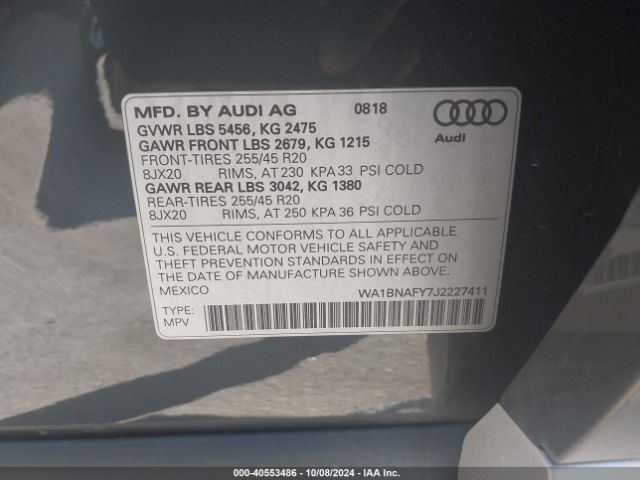 MFD. BY AUDI AG 0818
GVWR LBS 5456, KG 2475
GAWR FRONT LBS 2679, KG 1215
FRONT-TIRES 255/45 R20
8JX20 RIMS, AT 230 KPA 33 PSI COLD
GAWR REAR LBS 3042, KG 1380
REAR-TIRES 255/45 R20
8JX20 RIMS, AT 250 KPA 36 PSI COLD
Audi
THIS VEHICLE CONFORMS TO ALL APPLICABLE
U.S. FEDERAL MOTOR VEHICLE SAFETY AND
THEFT PREVENTION STANDARDS IN EFFECT ON
THE DATE OF MANUFACTURE SHOWN ABOVE.
MEXICO WA1BNAFY7J2227411
TYPE:
MPV
000-40553486 - 10/08/2024 - WWW.IAAI.COM